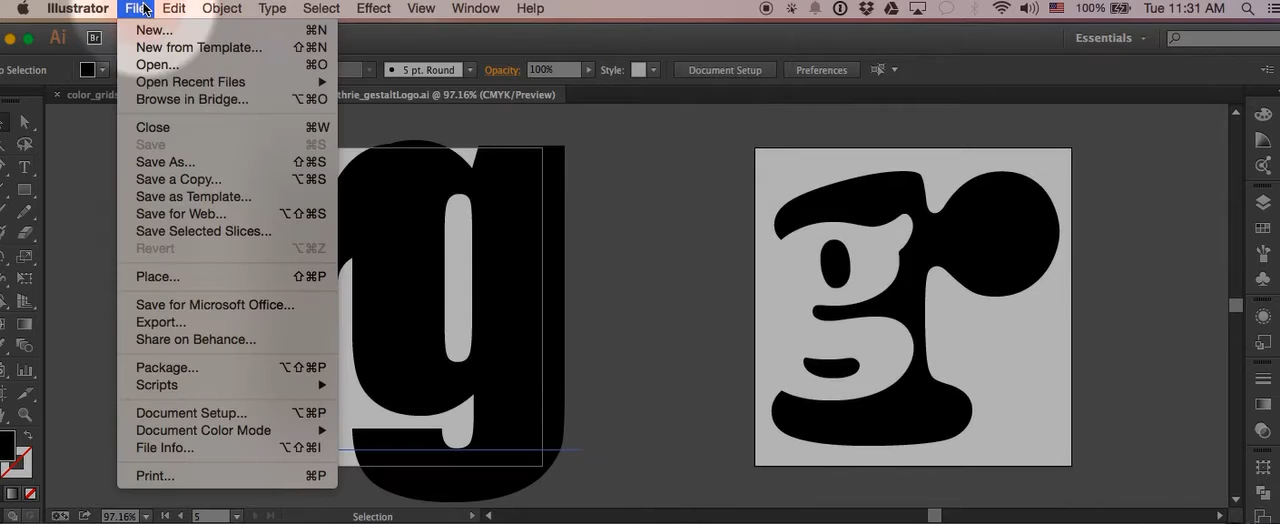 Illustrator File Edit Object Type Select Effect View Window Help 100% Tue 11:31 AM
Ai Br Essentials
o Selection 5 pt. Round Opacity: 100% Style: Document Setup Preferences
× color_grids thrie_gestaltLogo.ai @ 97.16% (CMYK/Preview)
New... ⌘N
New from Template... ⇧⌘N
Open... ⌘O
Open Recent Files
Browse in Bridge... ⌥⌘O
Close ⌘W
Save ⌘S
Save As... ⇧⌘S
Save a Copy... ⌥⌘S
Save as Template...
Save for Web... ⌥⇧⌘S
Save Selected Slices...
Revert ⌥⌘Z
Place... ⇧⌘P
Save for Microsoft Office...
Export...
Share on Behance...
Package... ⌥⇧⌘P
Scripts
Document Setup... ⌥⌘P
Document Color Mode
File Info... ⌥⇧⌘I
Print... ⌘P
g
g r
97.16% 5 Selection